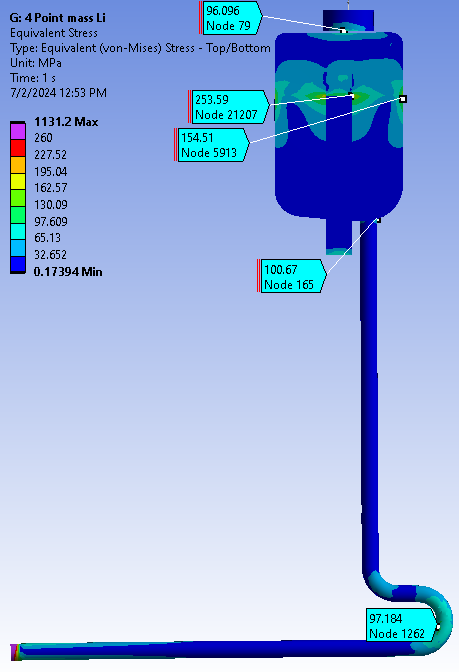 G: 4 Point mass Li
Equivalent Stress
Type: Equivalent (von-Mises) Stress - Top/Bottom
Unit: MPa
Time: 1 s
7/2/2024 12:53 PM
1131.2 Max
260
227.52
195.04
162.57
130.09
97.609
65.13
32.652
0.17394 Min
96.096
Node 79
253.59
Node 21207
154.51
Node 5913
100.67
Node 165
97.184
Node 1262